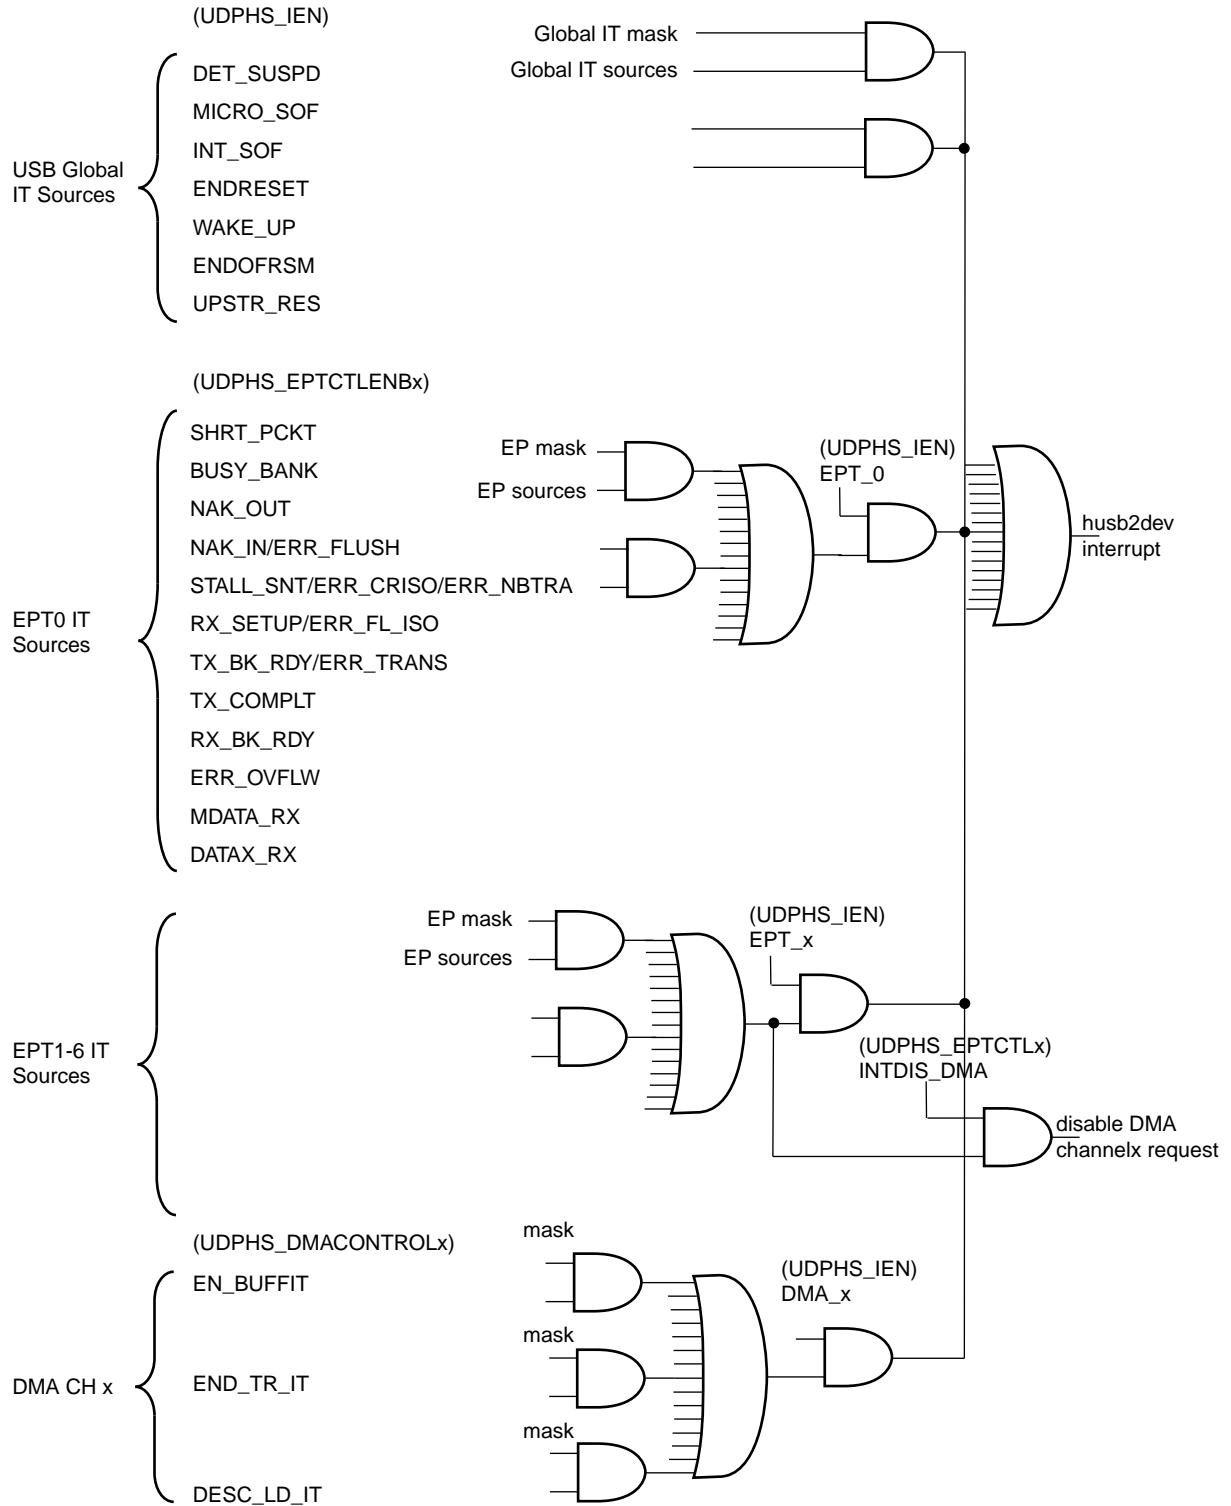 (UDPHS_IEN)
USB Global
IT Sources
DET_SUSPD
MICRO_SOF
INT_SOF
ENDRESET
WAKE_UP
ENDOFRSM
UPSTR_RES
Global IT mask
Global IT sources
(UDPHS_EPTCTLENBx)
EPT0 IT
Sources
SHRT_PCKT
BUSY_BANK
NAK_OUT
NAK_IN/ERR_FLUSH
STALL_SNT/ERR_CRISO/ERR_NBTRA
RX_SETUP/ERR_FL_ISO
TX_BK_RDY/ERR_TRANS
TX_COMPLT
RX_BK_RDY
ERR_OVFLW
MDATA_RX
DATAX_RX
EP mask
EP sources
(UDPHS_IEN)
EPT_0
husb2dev
interrupt
EPT1-6 IT
Sources
EP mask
EP sources
(UDPHS_IEN)
EPT_x
(UDPHS_EPTCTLx)
INTDIS_DMA
disable DMA
channelx request
(UDPHS_DMACONTROLx)
DMA CH x
EN_BUFFIT
END_TR_IT
DESC_LD_IT
mask
mask
mask
(UDPHS_IEN)
DMA_x